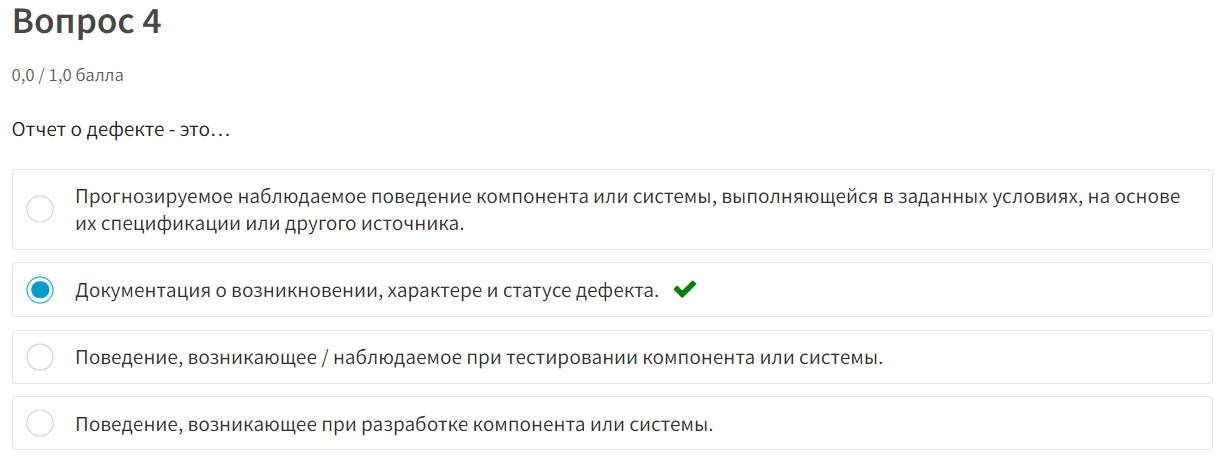 Вопрос 4
0,0 / 1,0 балла
Отчет о дефекте - это…
Прогнозируемое наблюдаемое поведение компонента или системы, выполняющейся в заданных условиях, на основе
их спецификации или другого источника.
Документация о возникновении, характере и статусе дефекта.
Поведение, возникающее / наблюдаемое при тестировании компонента или системы.
Поведение, возникающее при разработке компонента или системы.